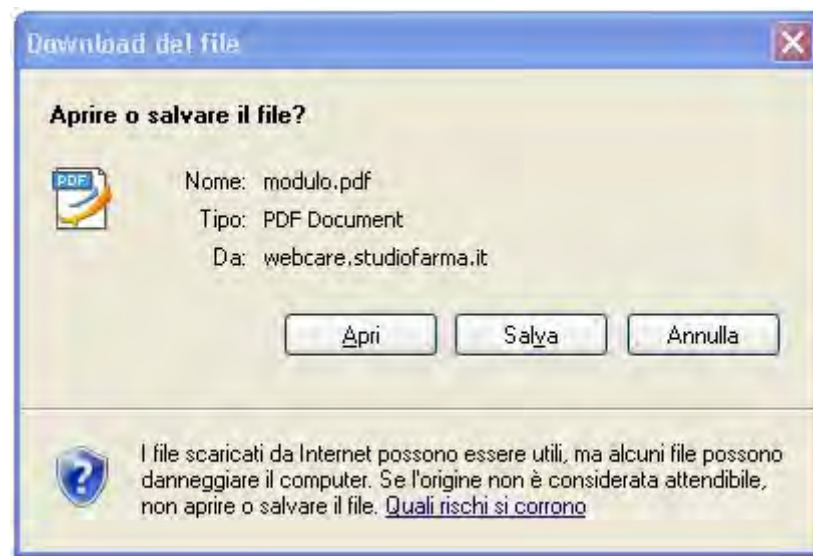 Download del file
Aprire o salvare il file?
PDF
Nome: modulo.pdf
Tipo: PDF Document
Da: webcare.studiofarma.it
Apri
Salva
Annulla
I file scaricati da Internet possono essere utili, ma alcuni file possono
danneggiare il computer. Se l'origine non è considerata attendibile,
non aprire o salvare il file. Quali rischi si corrono